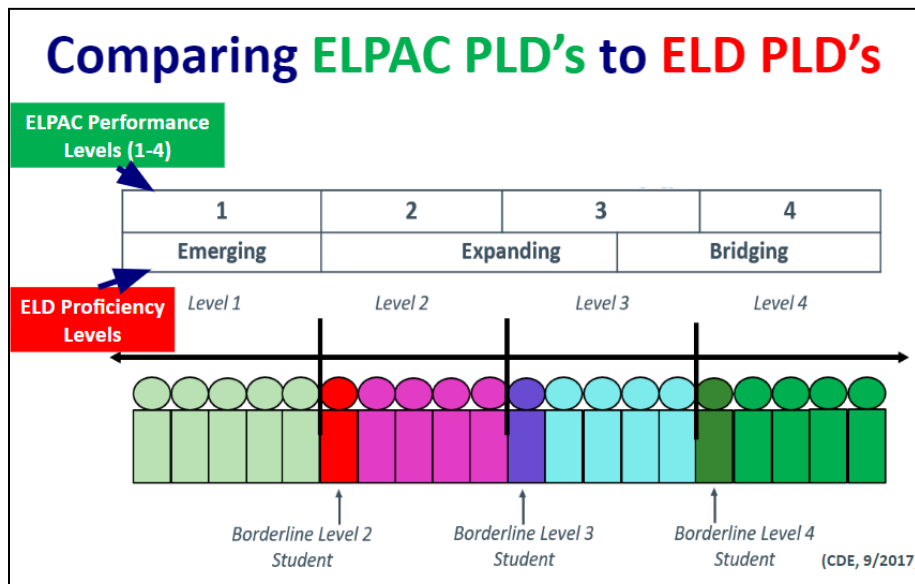 Comparing ELPAC PLD's to ELD PLD's
ELPAC Performance
Levels (1-4)
1 2 3 4
Emerging Expanding Bridging
ELD Proficiency
Levels
Level 1 Level 2 Level 3 Level 4
Borderline Level 2
Student
Borderline Level 3
Student
Borderline Level 4
Student
(CDE, 9/2017